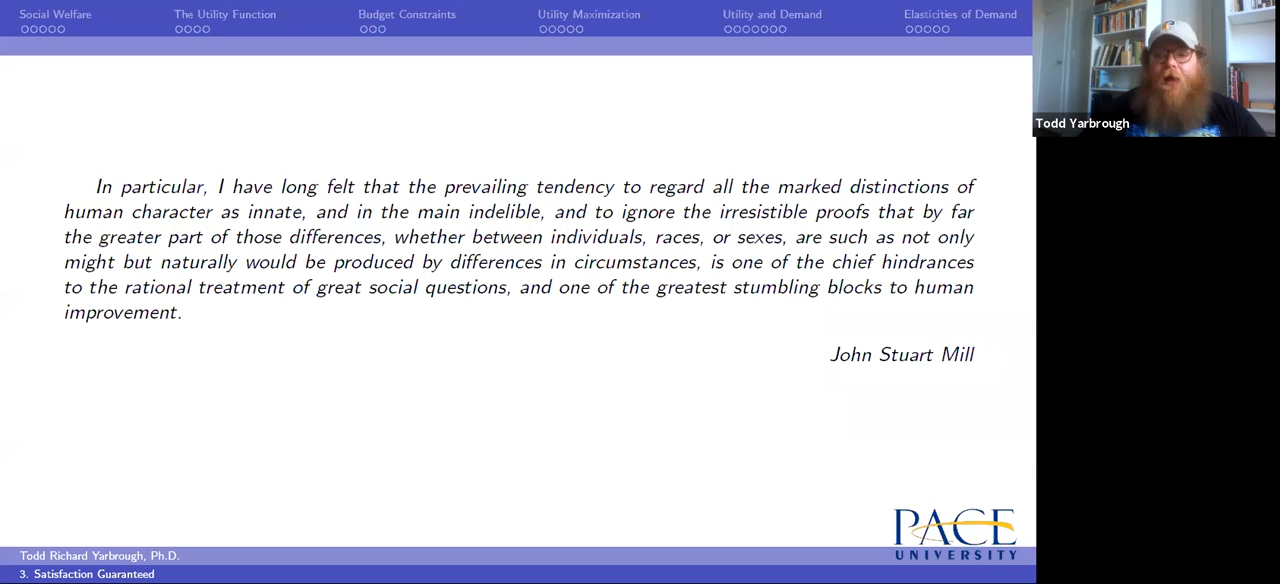 Social Welfare The Utility Function Budget Constraints Utility Maximization Utility and Demand Elasticities of Demand
Todd Yarbrough
In particular, I have long felt that the prevailing tendency to regard all the marked distinctions of
human character as innate, and in the main indelible, and to ignore the irresistible proofs that by far
the greater part of those differences, whether between individuals, races, or sexes, are such as not only
might but naturally would be produced by differences in circumstances, is one of the chief hindrances
to the rational treatment of great social questions, and one of the greatest stumbling blocks to human
improvement.
John Stuart Mill
PACE
UNIVERSITY
Todd Richard Yarbrough, Ph.D.
3. Satisfaction Guaranteed